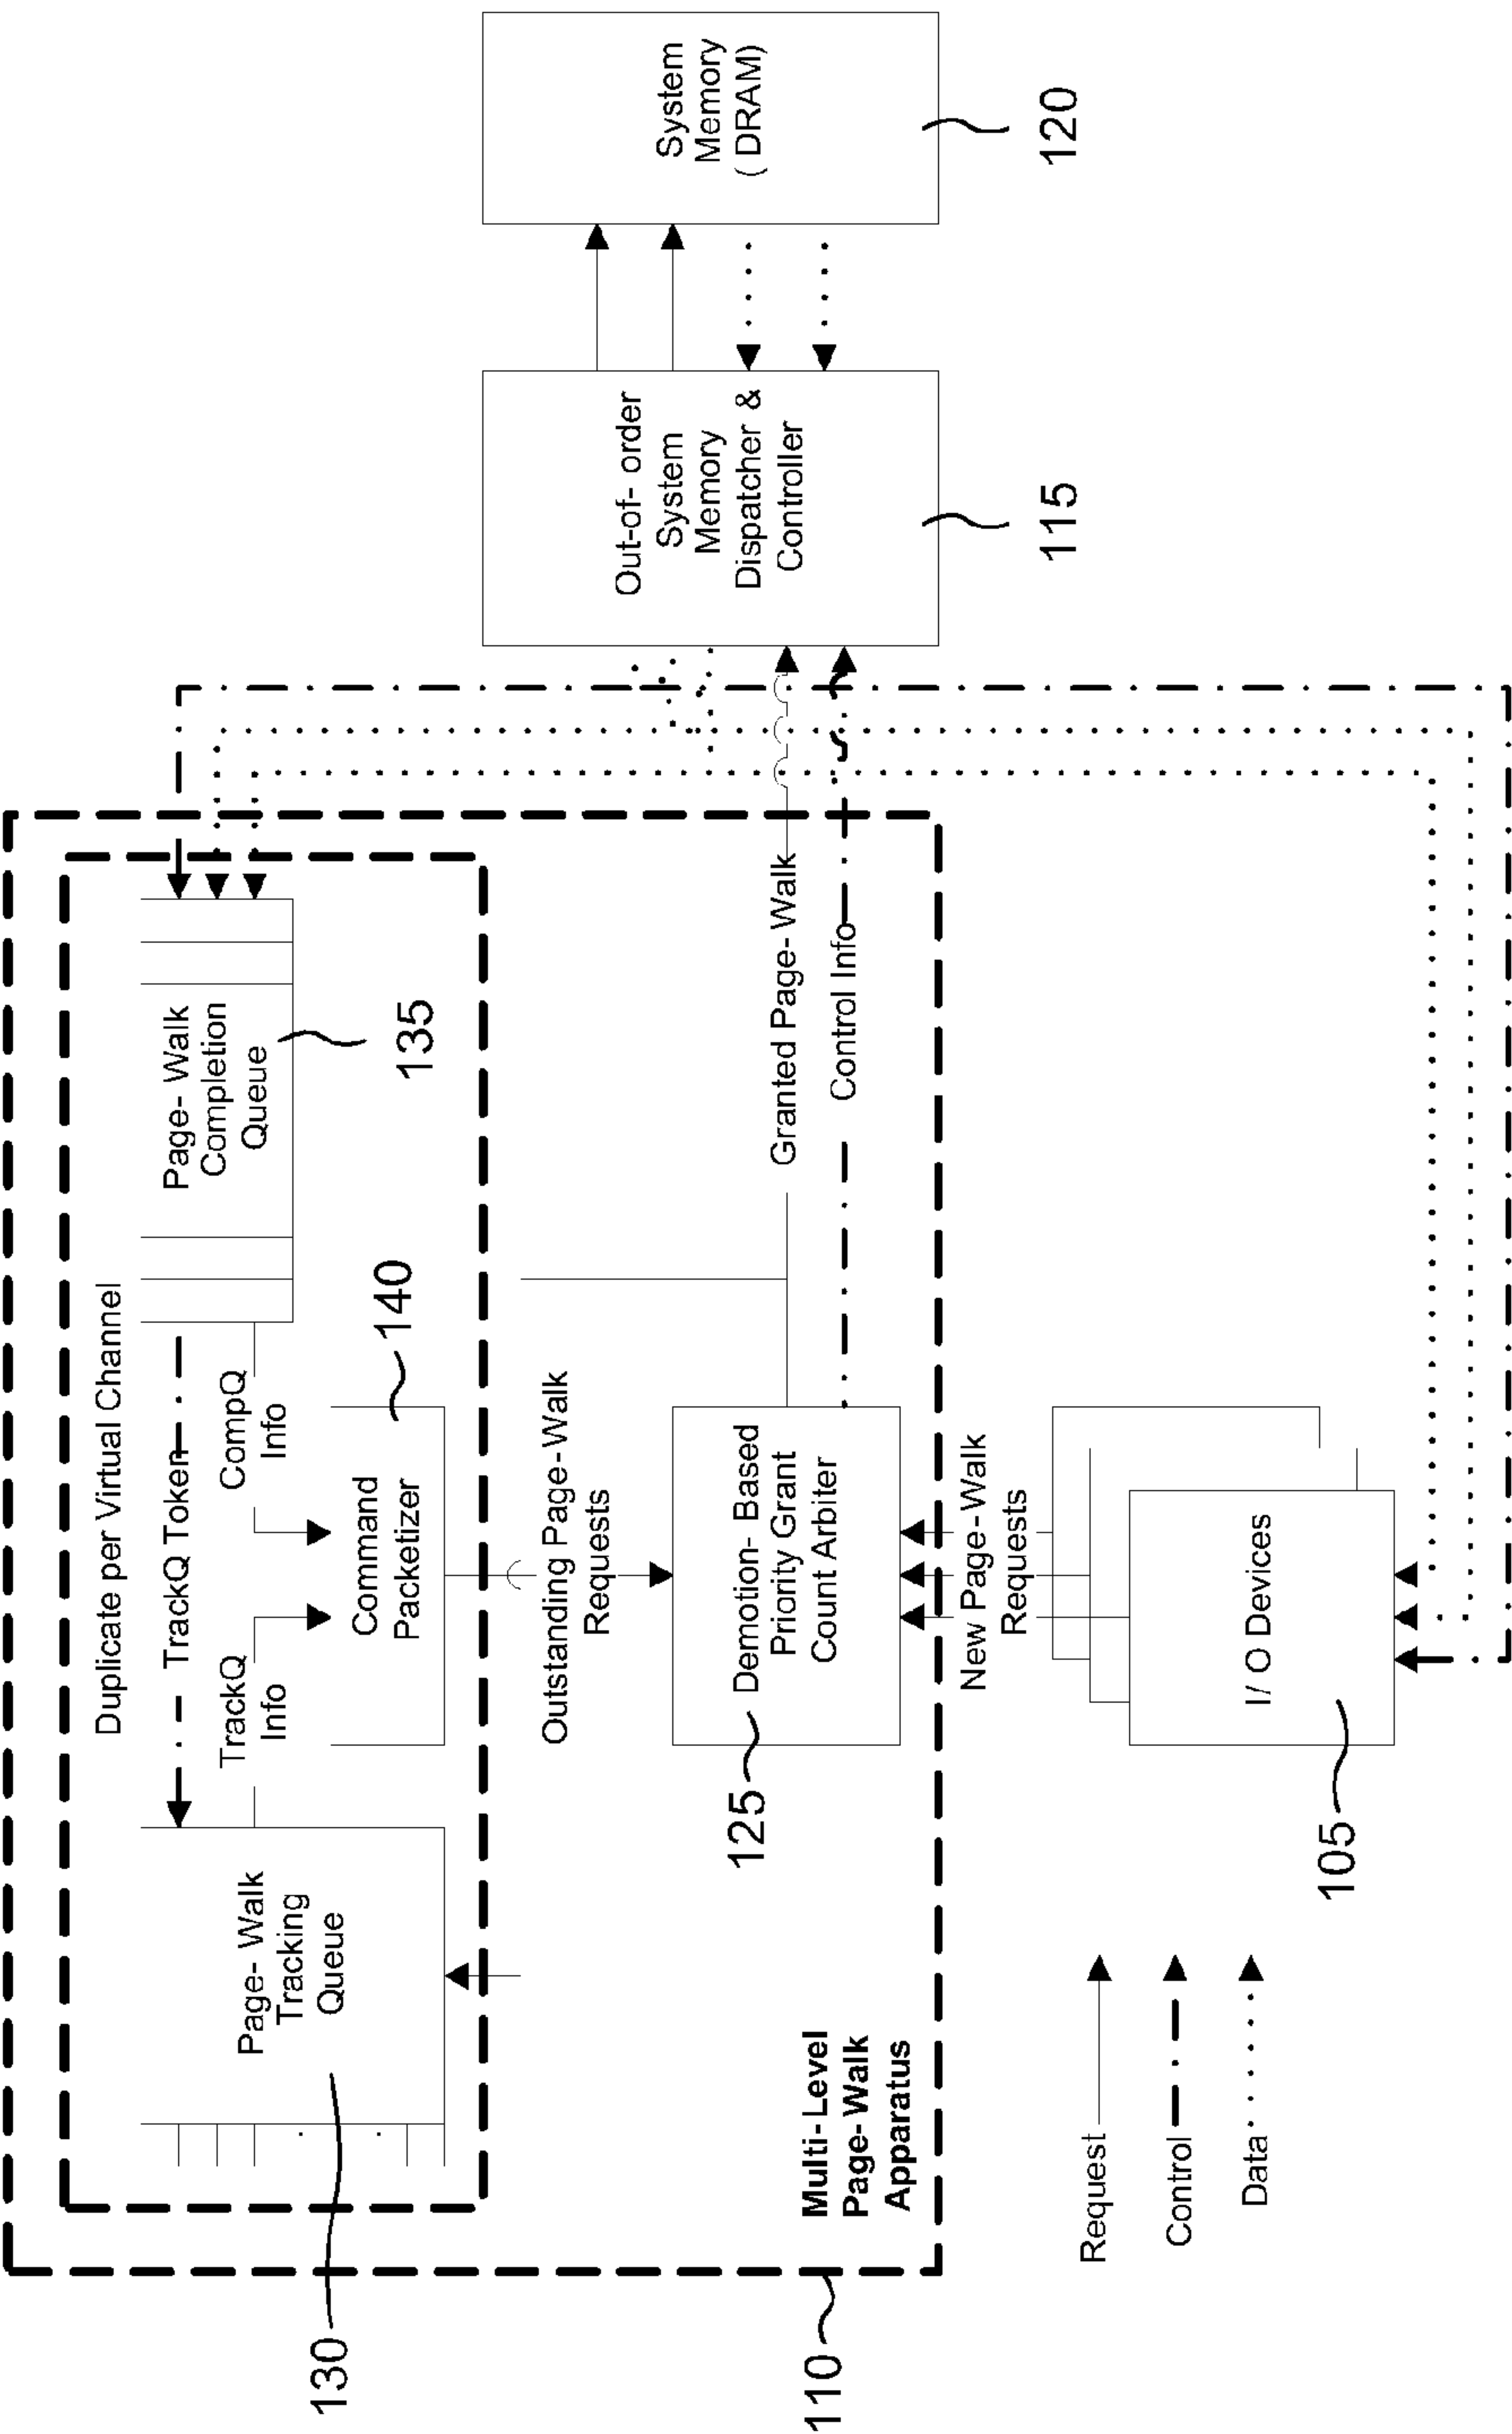 Duplicate per Virtual Channel
Page- Walk
Tracking
Queue
130
TrackQ Token
TrackQ
Info
CompQ
Info
Page- Walk
Completion
Queue
135
Command
Packetizer
140
Outstanding Page- Walk
Requests
Demotion- Based
Priority Grant
Count Arbiter
125
Granted Page- Walk
Control Info
Multi- Level
Page- Walk
Apparatus
110
New Page- Walk
Requests
I/ O Devices
105
Out-of- order
System
Memory
Dispatcher &
Controller
115
System
Memory
( DRAM)
120
Request
Control
Data